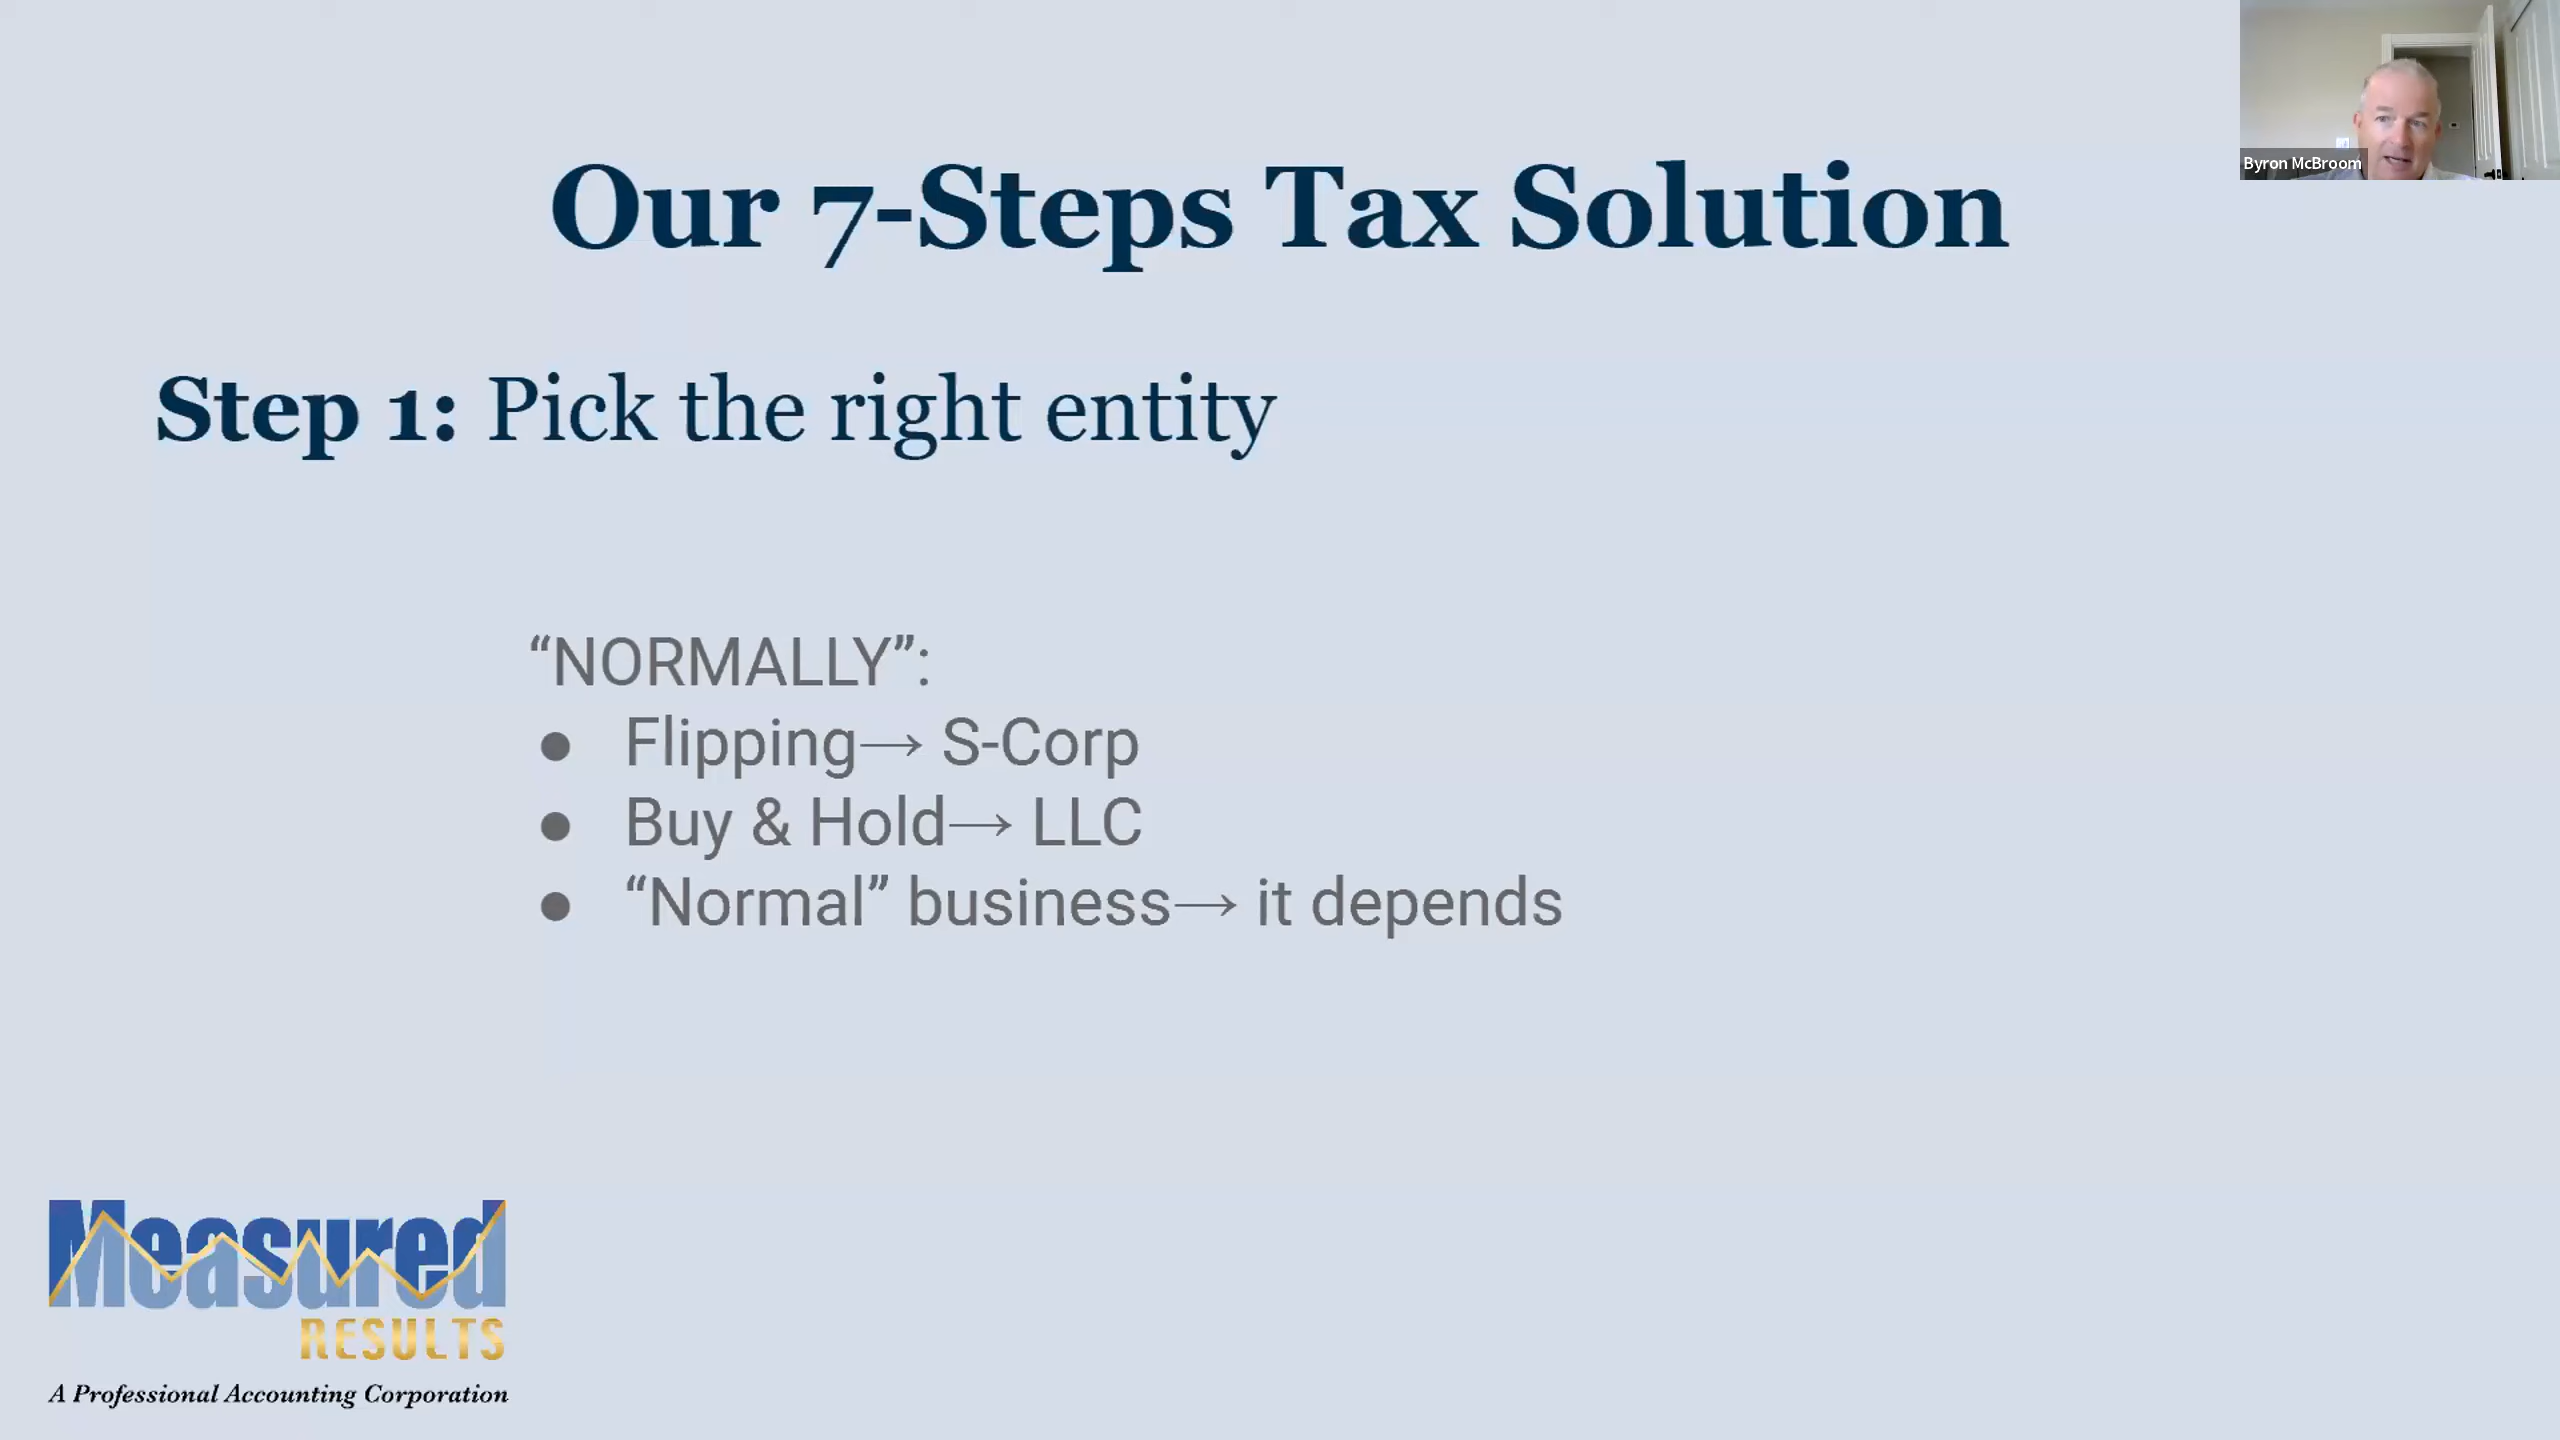 Byron McBroom
Our 7-Steps Tax Solution
Step 1: Pick the right entity
“NORMALLY”:
● Flipping→ S-Corp
● Buy & Hold→ LLC
● “Normal” business→ it depends
Measured
RESULTS
A Professional Accounting Corporation